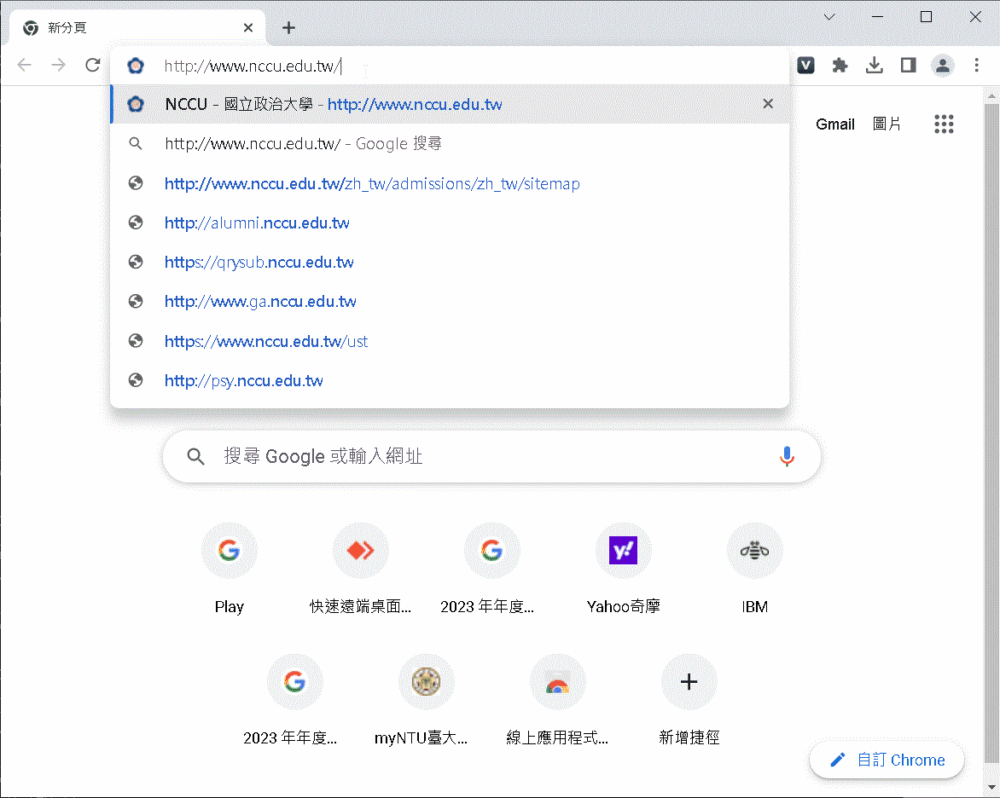 新分頁
http://www.nccu.edu.tw/
NCCU - 國立政治大學 - http://www.nccu.edu.tw
http://www.nccu.edu.tw/ - Google 搜尋
http://www.nccu.edu.tw/zh_tw/admissions/zh_tw/sitemap
http://alumni.nccu.edu.tw
https://qrysub.nccu.edu.tw
http://www.ga.nccu.edu.tw
https://www.nccu.edu.tw/ust
http://psy.nccu.edu.tw
Gmail 圖片
搜尋 Google 或輸入網址
Play 快速遠端桌面... 2023 年年度... Yahoo奇摩 IBM
2023 年年度... myNTU臺大... 線上應用程式... 新增捷徑
自訂 Chrome